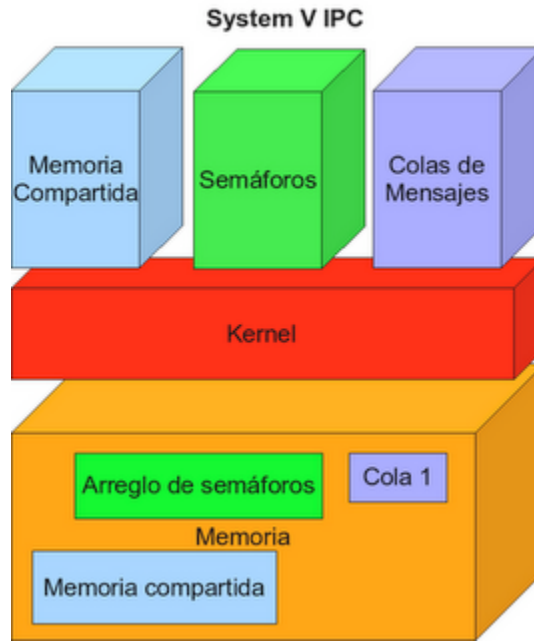 System V IPC
Memoria
Compartida
Semáforos
Colas de
Mensajes
Kernel
Arreglo de semáforos
Cola 1
Memoria
Memoria compartida